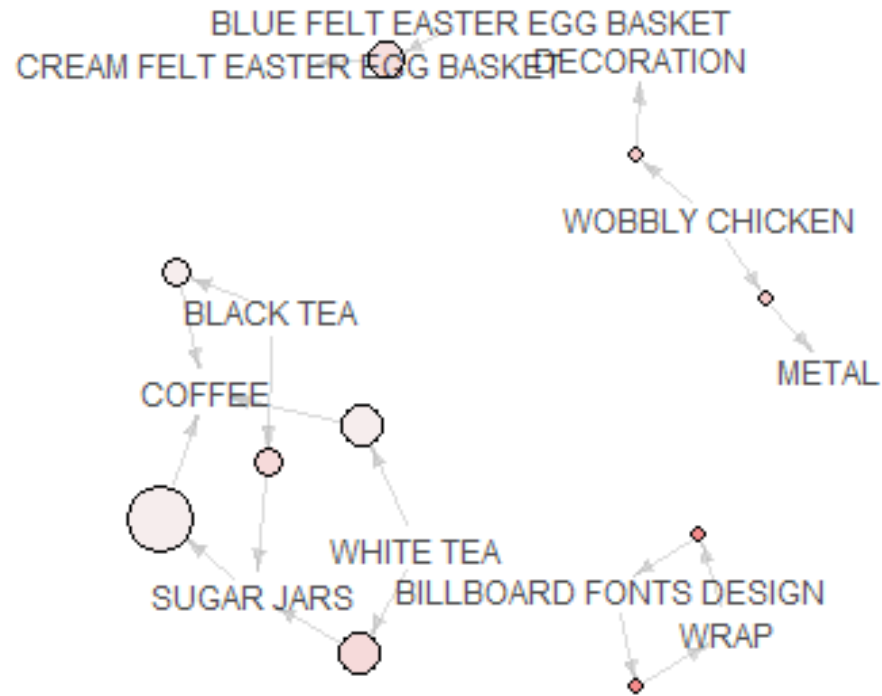 BLUE FELT EASTER EGG BASKET
CREAM FELT EASTER EGG BASKET
DECORATION
WOBBLY CHICKEN
BLACK TEA
METAL
COFFEE
WHITE TEA
SUGAR JARS
BILLBOARD FONTS DESIGN
WRAP